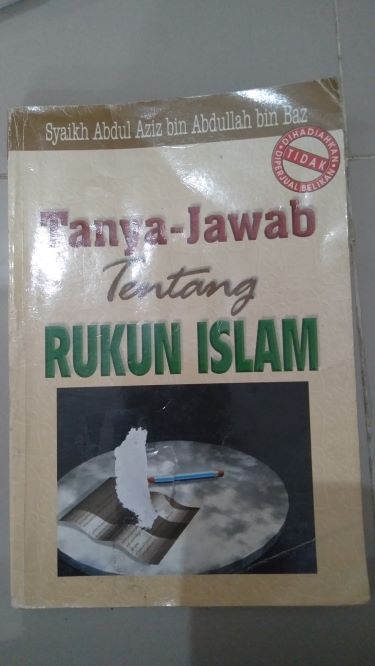 Syaikh Abdul Aziz bin Abdullah bin Baz
DIHADIAHKAN
TIDAK
DIPERJUAL BELIKAN
Tanya-Jawab
Tentang
RUKUN ISLAM